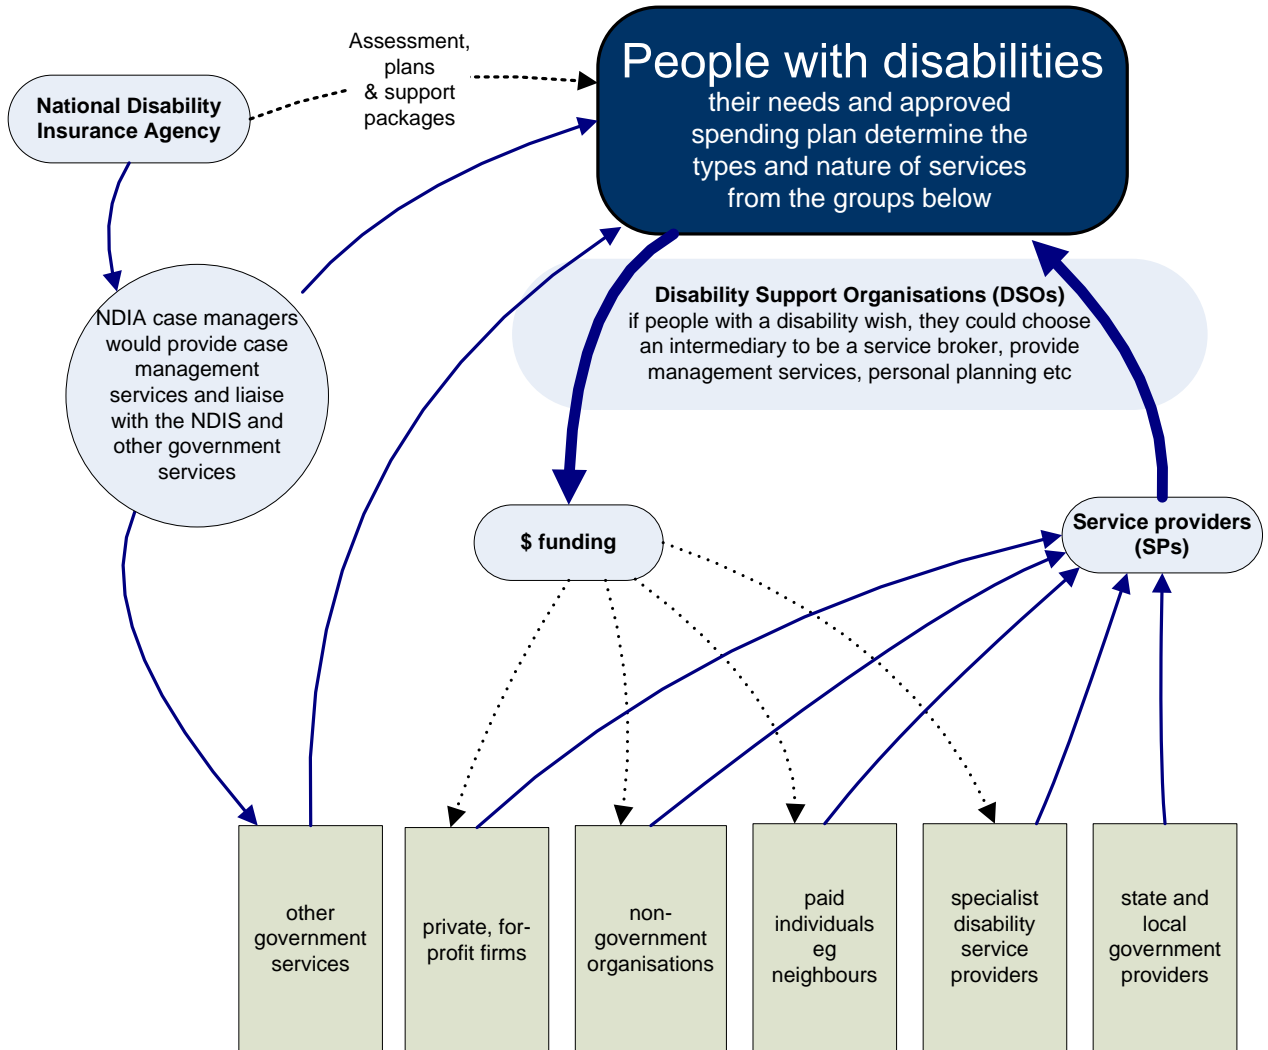 Assessment,
plans
& support
packages
National Disability
Insurance Agency
People with disabilities
their needs and approved
spending plan determine the
types and nature of services
from the groups below
Disability Support Organisations (DSOs)
if people with a disability wish, they could choose
an intermediary to be a service broker, provide
management services, personal planning etc
NDIA case managers
would provide case
management
services and liaise
with the NDIS and
other government
services
$ funding
Service providers
(SPs)
other
government
services
private, for-
profit firms
non-
government
organisations
paid
individuals
eg
neighbours
specialist
disability
service
providers
state and
local
government
providers